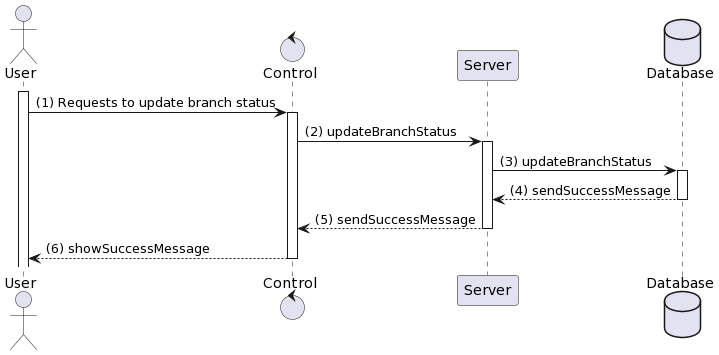 User
Control
Server
Database
(1) Requests to update branch status
(2) updateBranchStatus
(3) updateBranchStatus
(4) sendSuccessMessage
(5) sendSuccessMessage
(6) showSuccessMessage
User
Control
Server
Database